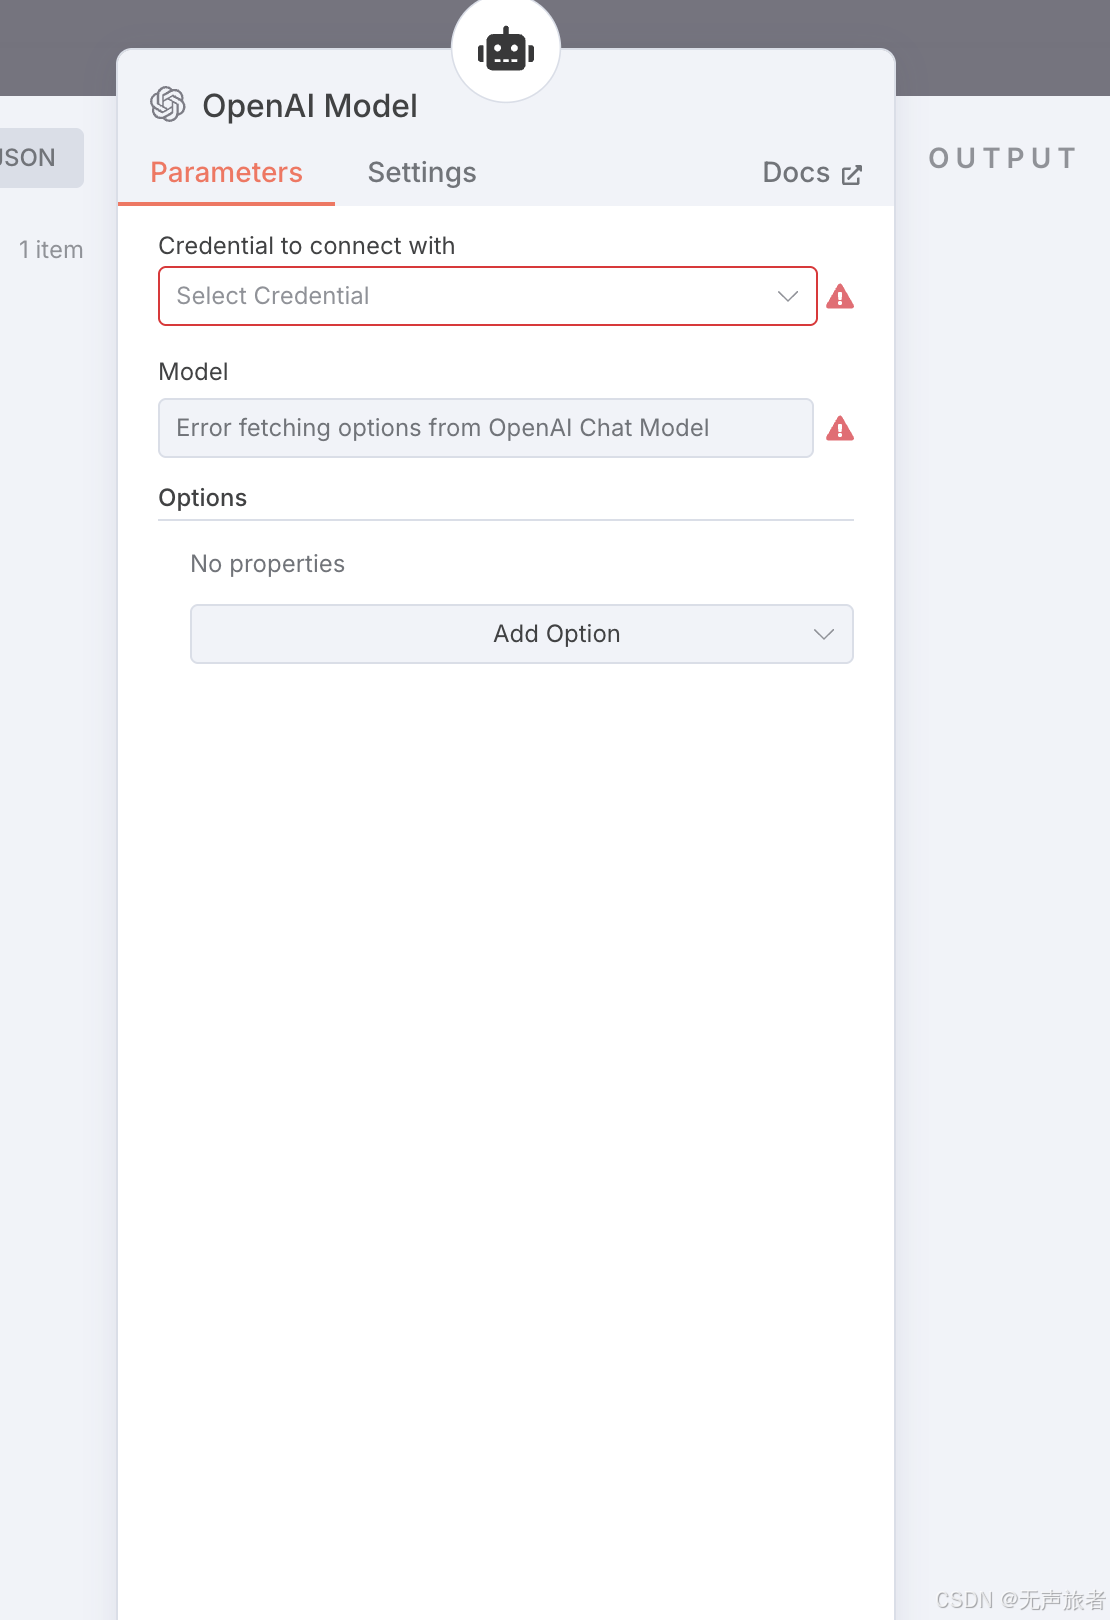 OpenAI Model
Parameters
Settings
Docs
JSON
OUTPUT
1 item
Credential to connect with
Select Credential
Model
Error fetching options from OpenAI Chat Model
Options
No properties
Add Option
CSDN @无声旅者